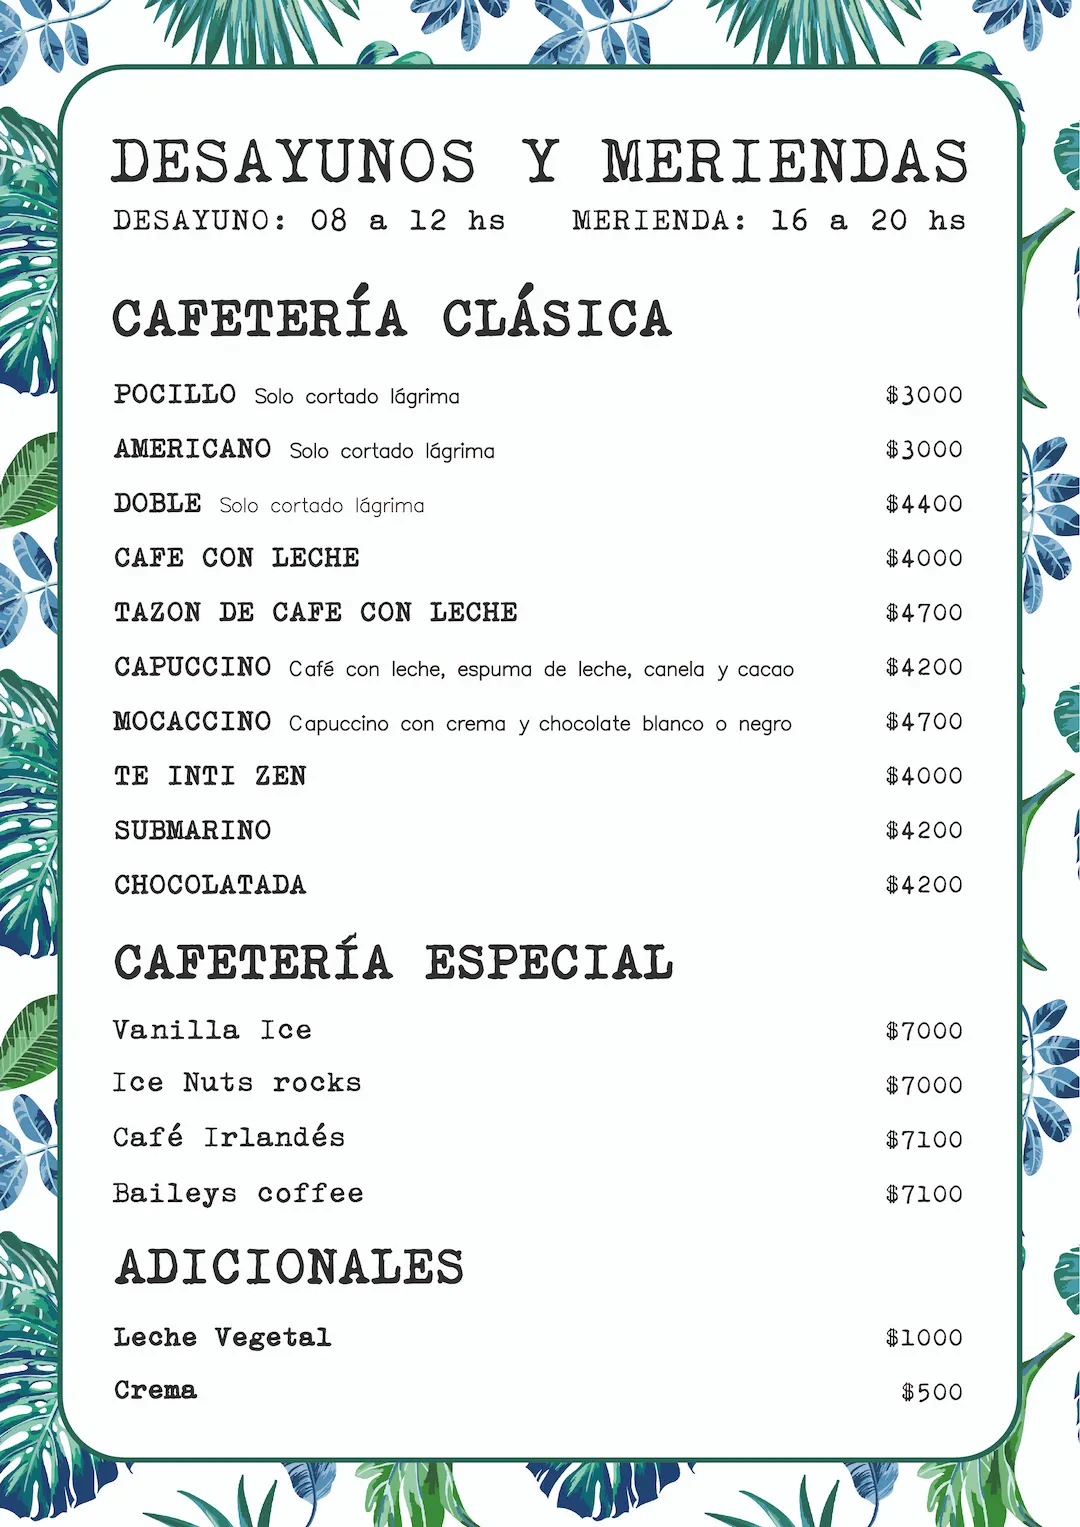 DESAYUNOS Y MERIENDAS
DESAYUNO: 08 a 12 hs MERIENDA: 16 a 20 hs
CAFETERÍA CLÁSICA
POCILLO Solo cortado lágrima $3000
AMERICANO Solo cortado lágrima $3000
DOBLE Solo cortado lágrima $4400
CAFE CON LECHE $4000
TAZON DE CAFE CON LECHE $4700
CAPUCCINO Café con leche, espuma de leche, canela y cacao $4200
MOCACCINO Capuccino con crema y chocolate blanco o negro $4700
TE INTI ZEN $4000
SUBMARINO $4200
CHOCOLATADA $4200
CAFETERÍA ESPECIAL
Vanilla Ice $7000
Ice Nuts rocks $7000
Café Irlandés $7100
Baileys coffee $7100
ADICIONALES
Leche Vegetal $1000
Crema $500